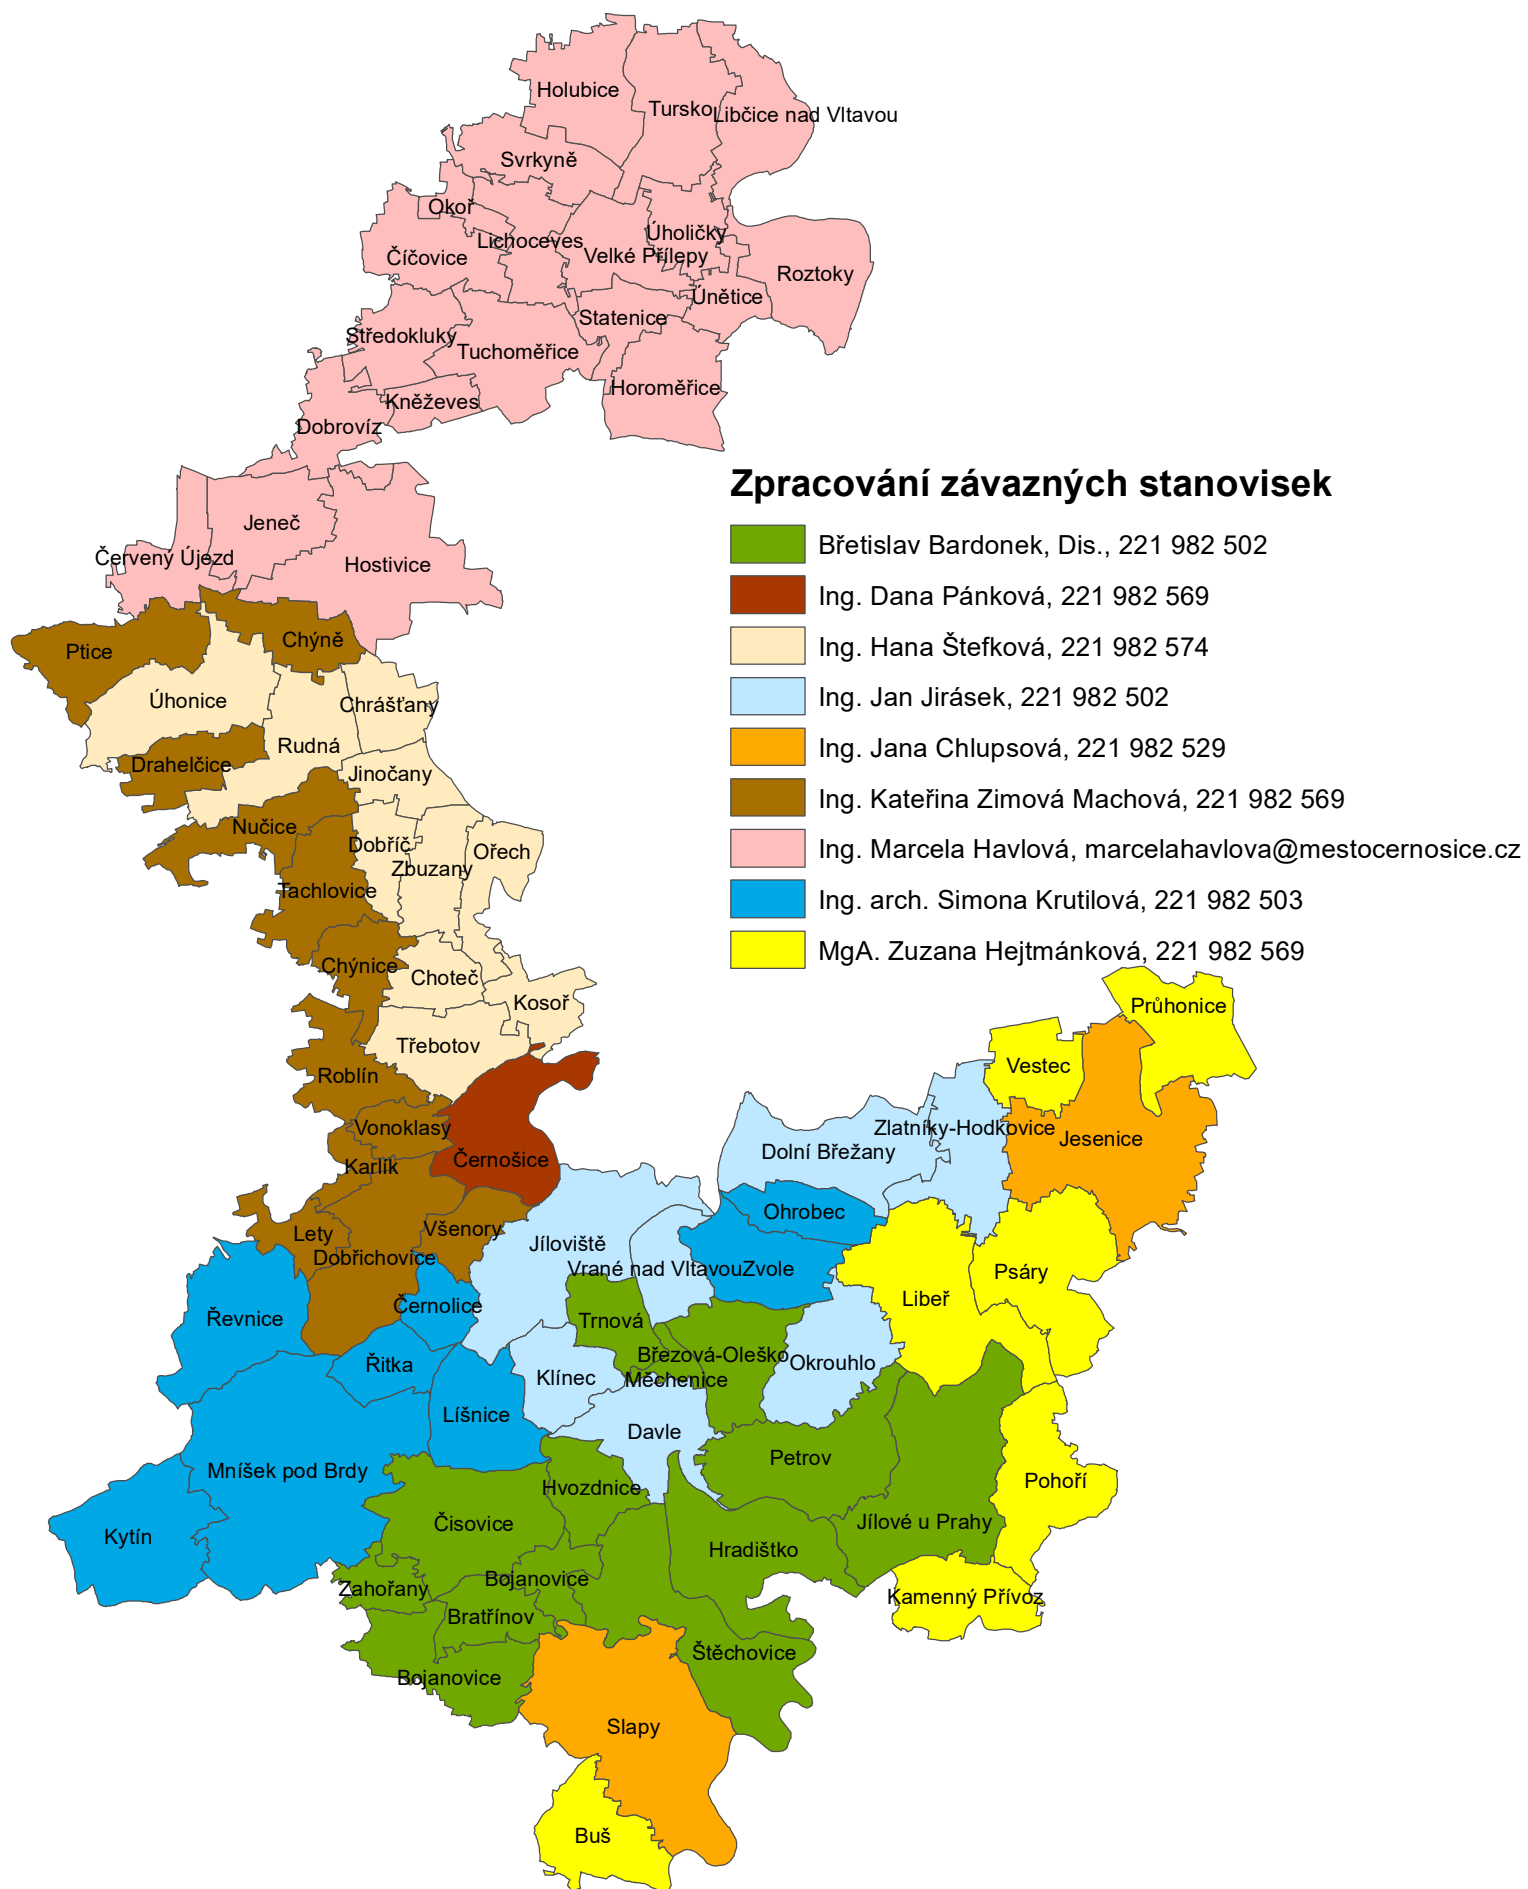 Holubice
Tursko
Libčice nad Vltavou
Svrkyně
Okoř
Lichoceves
Úholičky
Číčovice
Velké Přílepy
Roztoky
Únětice
Statenice
Středokluky
Tuchoměřice
Horoměřice
Kněževes
Dobrovíz
Jeneč
Červený Újezd
Hostivice
Zpracování závazných stanovisek
Břetislav Bardonek, Dis., 221 982 502
Ing. Dana Pánková, 221 982 569
Ing. Hana Štefková, 221 982 574
Ing. Jan Jirásek, 221 982 502
Ing. Jana Chlupsová, 221 982 529
Ing. Kateřina Zimová Machová, 221 982 569
Ing. Marcela Havlová, marcelahavlova@mestocernosice.cz
Ing. arch. Simona Krutilová, 221 982 503
MgA. Zuzana Hejtmánková, 221 982 569
Ptice
Chýně
Úhonice
Chrášťany
Rudná
Drahelčice
Jinočany
Nučice
Dobříč
Ořech
Zbuzany
Tachlovice
Chýnice
Choteč
Kosoř
Třebotov
Roblín
Vonoklasy
Karlík
Černošice
Průhonice
Vestec
Zlatníky-Hodkovice
Jesenice
Dolní Břežany
Ohrobec
Všenory
Lety
Dobřichovice
Jíloviště
Vrané nad Vltavou
Zvole
Psáry
Libeř
Řevnice
Černolice
Trnová
Březová-Oleško
Okrouhlo
Řitka
Klínec
Měchenice
Líšnice
Davle
Petrov
Mníšek pod Brdy
Hvozdnice
Pohoří
Kytín
Čisovice
Jílové u Prahy
Hradištko
Zahořany
Bojanovice
Kamenný Přívoz
Bratřínov
Štěchovice
Bojanovice
Slapy
Buš